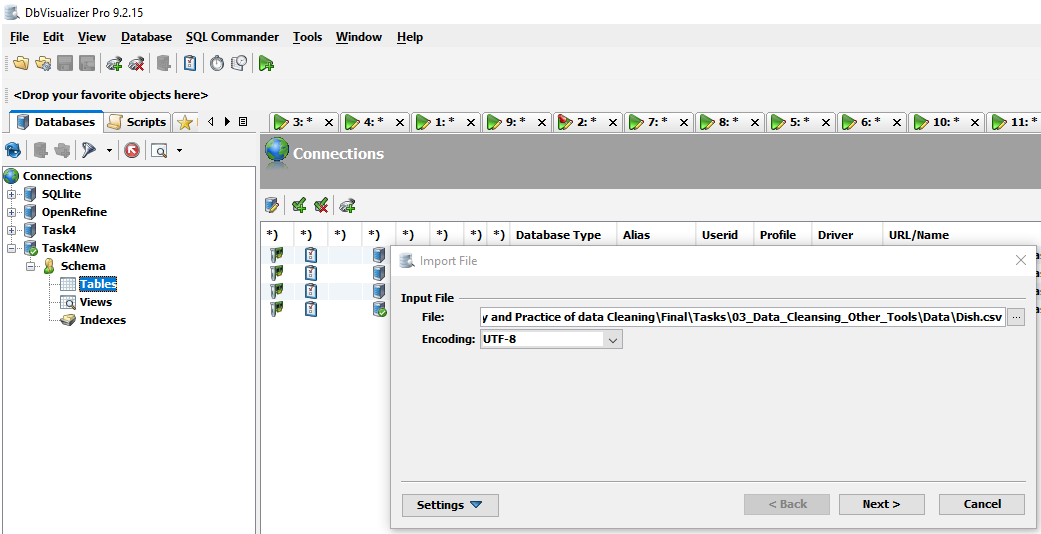 DbVisualizer Pro 9.2.15
File Edit View Database SQL Commander Tools Window Help
<Drop your favorite objects here>
Databases Scripts
3: * 4: * 1: * 9: * 2: * 7: * 8: * 5: * 6: * 10: * 11: *
Connections
Connections
SQLlite
OpenRefine
Task4
Task4New
Schema
Tables
Views
Indexes
*) *) *) *) *) *) *) *) Database Type Alias Userid Profile Driver URL/Name
Import File
Input File
File: y and Practice of data Cleaning\Final\Tasks\03_Data_Cleansing_Other_Tools\Data\Dish.csv ...
Encoding: UTF-8
Settings < Back Next > Cancel